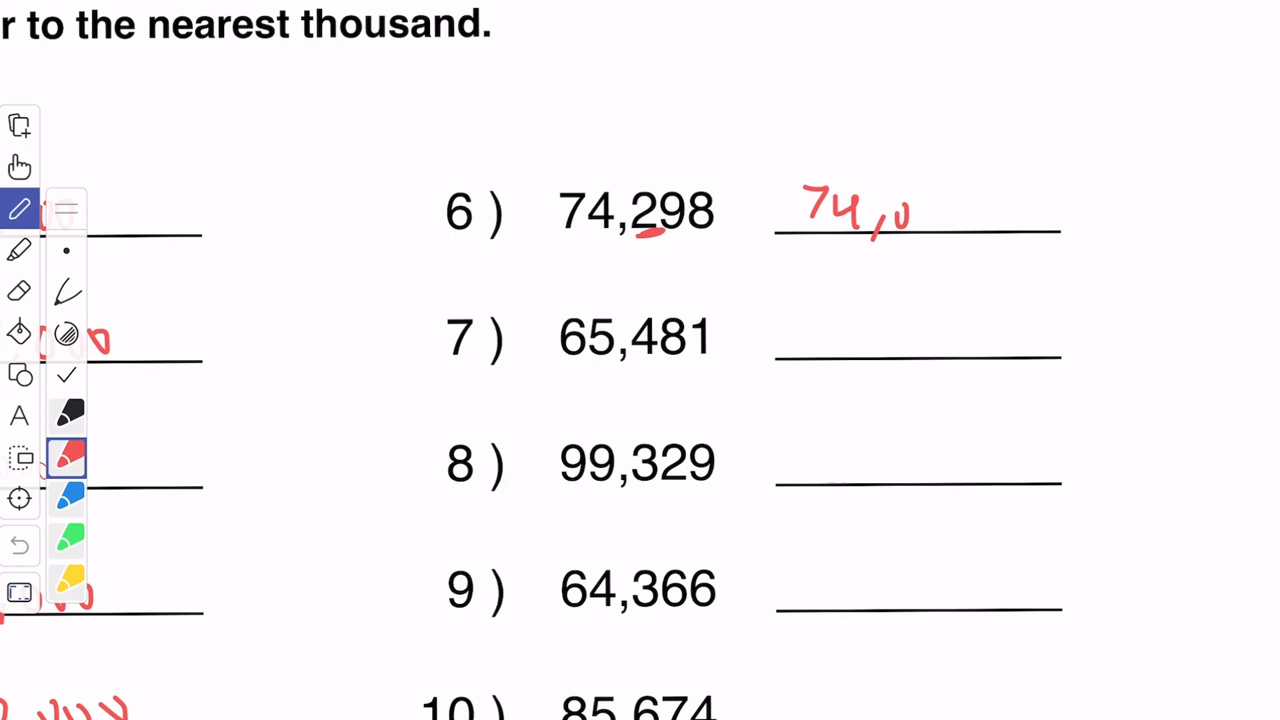 r to the nearest thousand.
6 ) 74,298 74,0
7 ) 65,481
8 ) 99,329
9 ) 64,366
10 ) 85,674